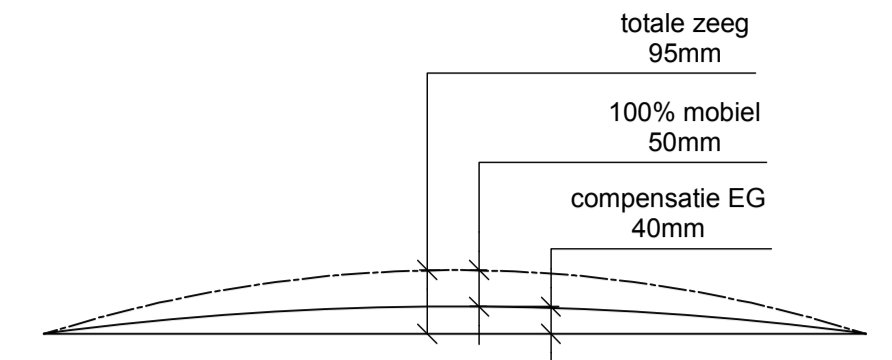 totale zeeg
95mm
100% mobiel
50mm
compensatie EG
40mm